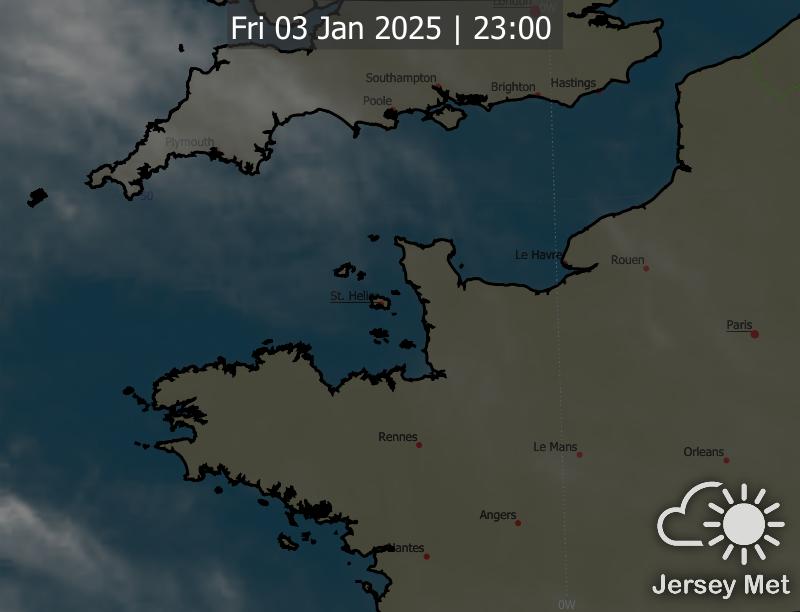 London
0W
Fri 03 Jan 2025 | 23:00
Southampton
Brighton
Hastings
Poole
Plymouth
50
Le Havre
Rouen
St. Helier
Paris
Rennes
Le Mans
Orleans
Angers
Nantes
Jersey Met
0W